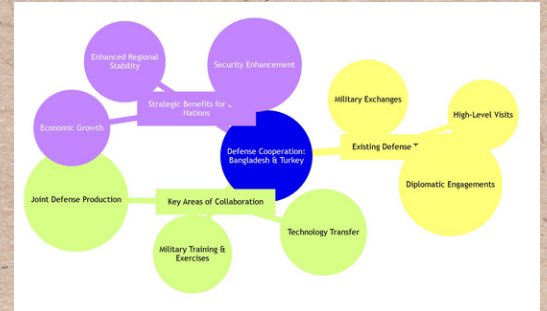 Enhanced Regional
Stability
Security Enhancement
Strategic Benefits for
Nations
Economic Growth
Military Exchanges
High-Level Visits
Defense Cooperation:
Bangladesh & Turkey
Existing Defense
Diplomatic Engagements
Joint Defense Production
Key Areas of Collaboration
Technology Transfer
Military Training &
Exercises